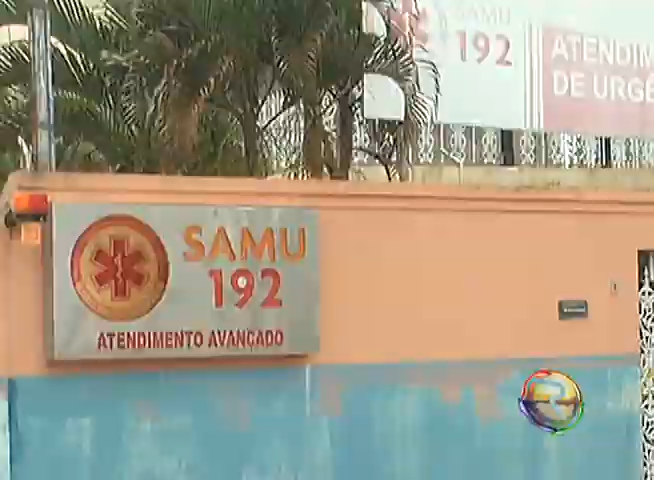 SAMU
192
ATENDIM
DE URGÊ
SAMU
192
ATENDIMENTO AVANÇADO